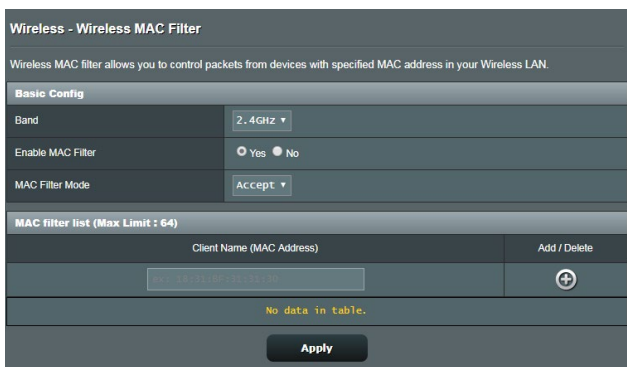 Wireless - Wireless MAC Filter
Wireless MAC filter allows you to control packets from devices with specified MAC address in your Wireless LAN.
Basic Config
Band 2.4GHz
Enable MAC Filter Yes No
MAC Filter Mode Accept
MAC filter list (Max Limit : 64)
Client Name (MAC Address) Add / Delete
No data in table.
Apply